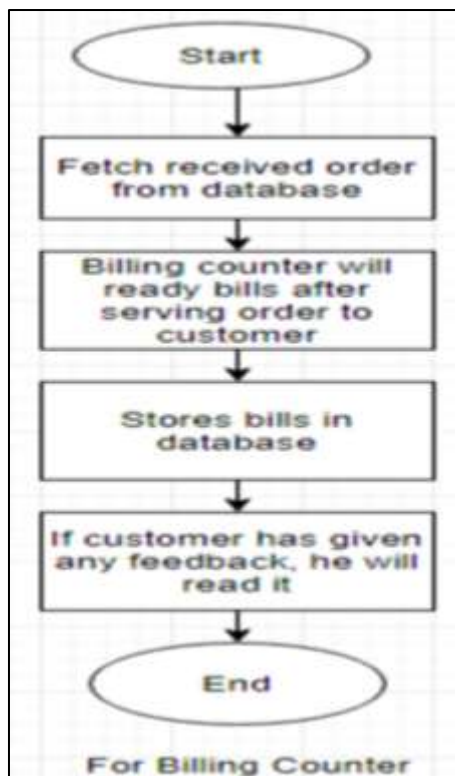 Start
Fetch received order
from database
Billing counter will
ready bills after
serving order to
customer
Stores bills in
database
If customer has given
any feedback, he will
read it
End
For Billing Counter